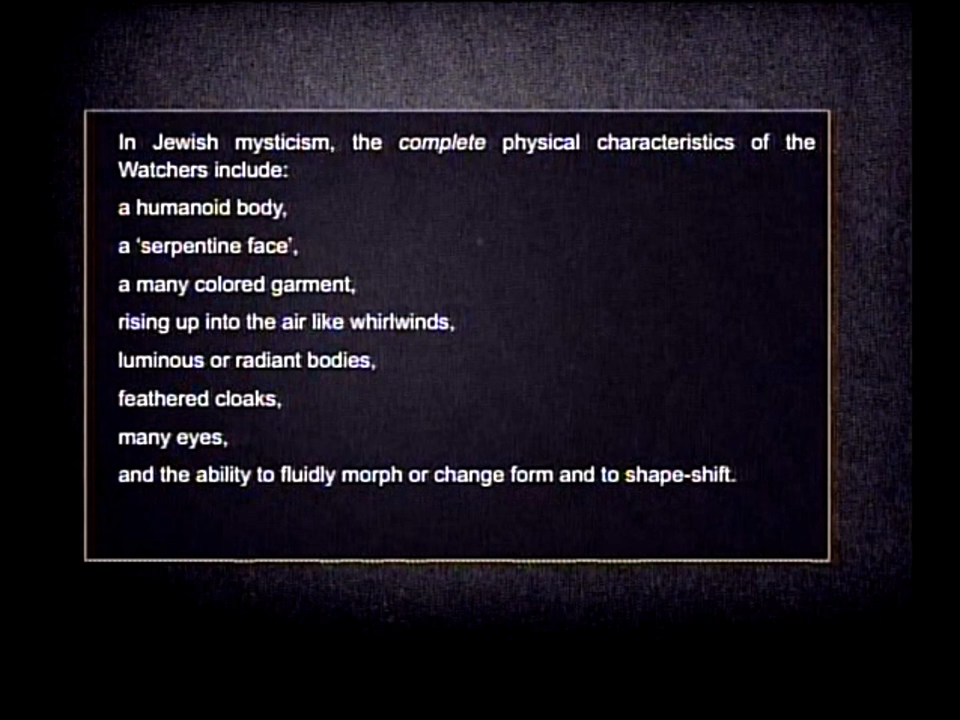 In Jewish mysticism, the complete physical characteristics of the
Watchers include:
a humanoid body,
a ‘serpentine face’,
a many colored garment,
rising up into the air like whirlwinds,
luminous or radiant bodies,
feathered cloaks,
many eyes,
and the ability to fluidly morph or change form and to shape-shift.